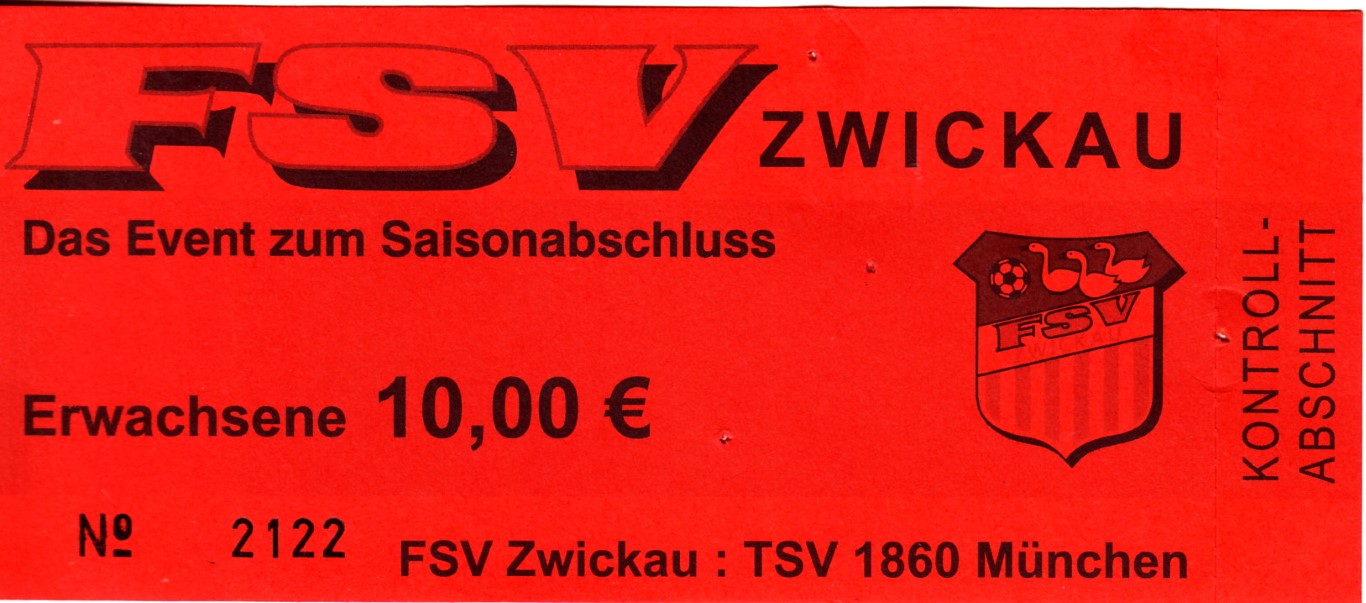 FSV ZWICKAU
Das Event zum Saisonabschluss
FSV
Erwachsene 10,00 €
Nº 2122
FSV Zwickau : TSV 1860 München
KONTROLL-
ABSCHNITT